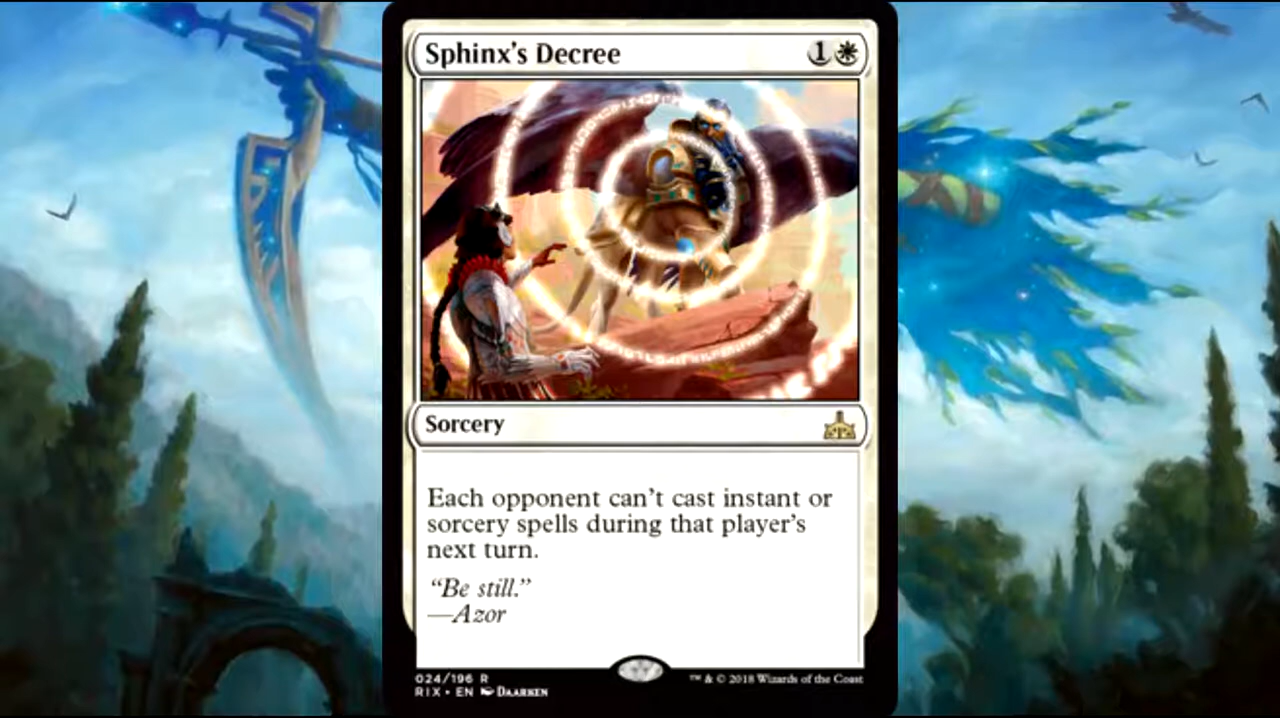 Sphinx's Decree 1
Sorcery
Each opponent can't cast instant or
sorcery spells during that player's
next turn.
“Be still.”
—Azor
024/196 R
RIX • EN Daarken
™ & © 2018 Wizards of the Coast